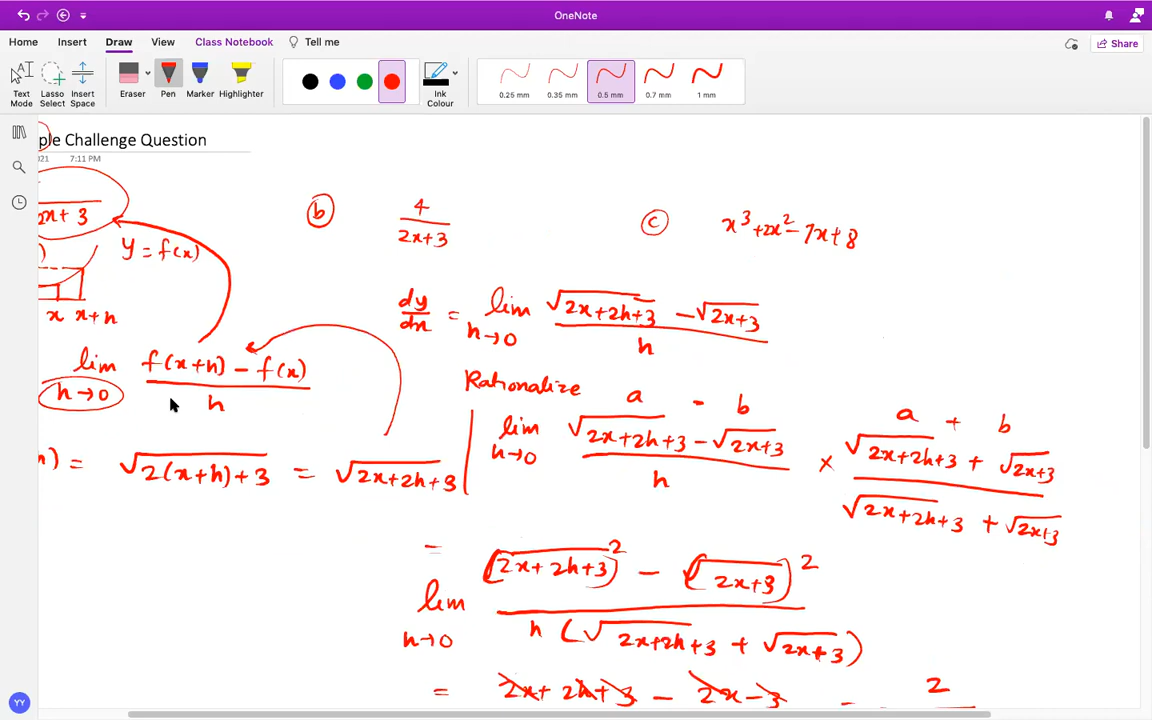 OneNote
Home Insert Draw View Class Notebook Tell me Share
Text Mode Lasso Select Insert Space Eraser Pen Marker Highlighter Ink Colour 0.25 mm 0.35 mm 0.5 mm 0.7 mm 1 mm
ple Challenge Question
021 7:11 PM
2x + 3
y = f(x)
x x+h
lim h→0 f(x+h) - f(x) / h
h) = √2(x+h)+3 = √2x+2h+3
b 4 / 2x+3
c x³+2x²-7x+8
dy/dx = lim h→0 √2x+2h+3 - √2x+3 / h
Rationalize a - b
a + b
lim h→0 √2x+2h+3 - √2x+3 / h × √2x+2h+3 + √2x+3 / √2x+2h+3 + √2x+3
= lim h→0 (√2x+2h+3)² - (√2x+3)² / h (√2x+2h+3 + √2x+3)
= 2x+2h+3 - 2x-3 = 2
YY